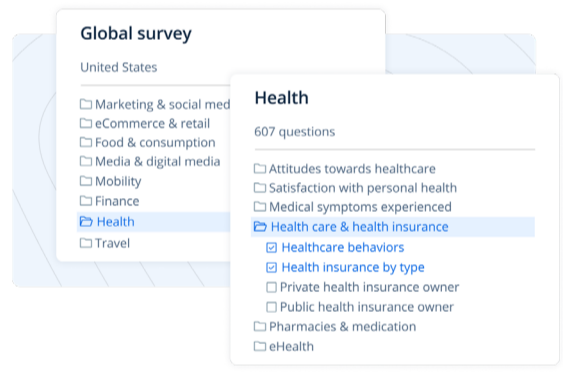 Global survey
United States
Marketing & social med
eCommerce & retail
Food & consumption
Media & digital media
Mobility
Finance
Health
Travel
Health
607 questions
Attitudes towards healthcare
Satisfaction with personal health
Medical symptoms experienced
Health care & health insurance
Healthcare behaviors
Health insurance by type
Private health insurance owner
Public health insurance owner
Pharmacies & medication
eHealth